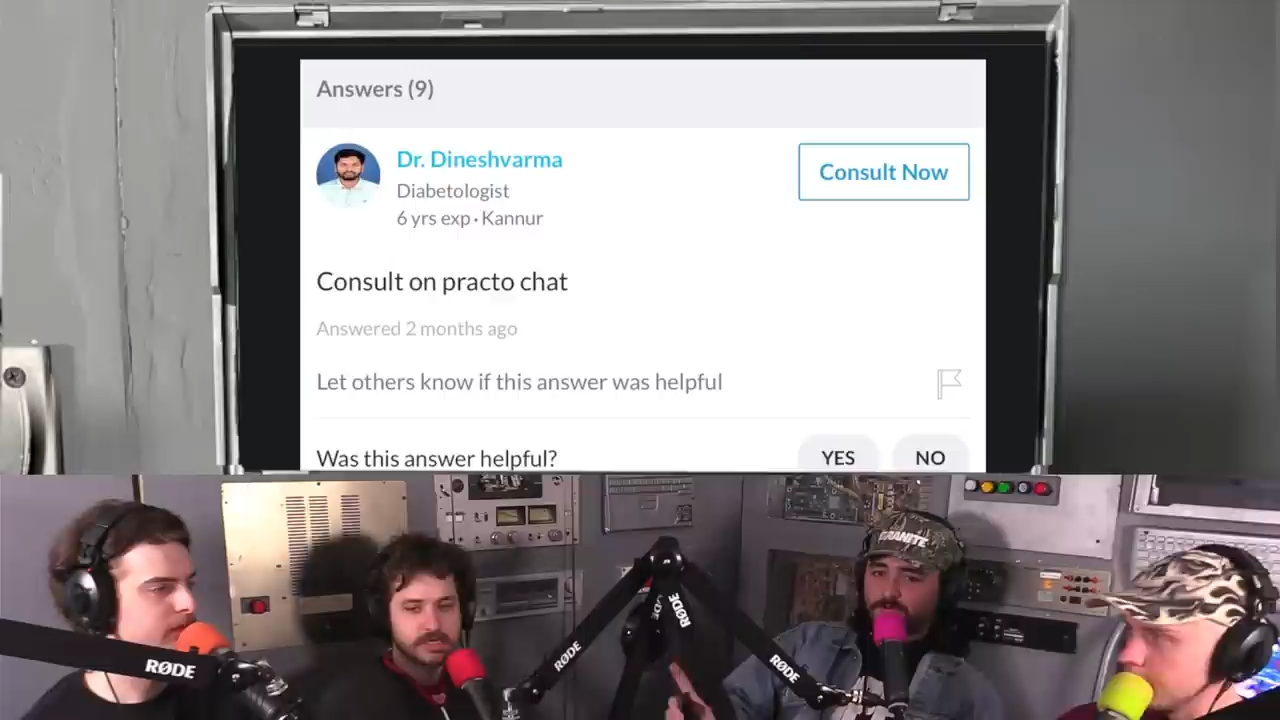 Answers (9)
Dr. Dineshvarma
Consult Now
Diabetologist
6 yrs exp · Kannur
Consult on practo chat
Answered 2 months ago
Let others know if this answer was helpful
Was this answer helpful?
YES
NO
GRANITE
RØDE
RØDE
RØDE
RØDE